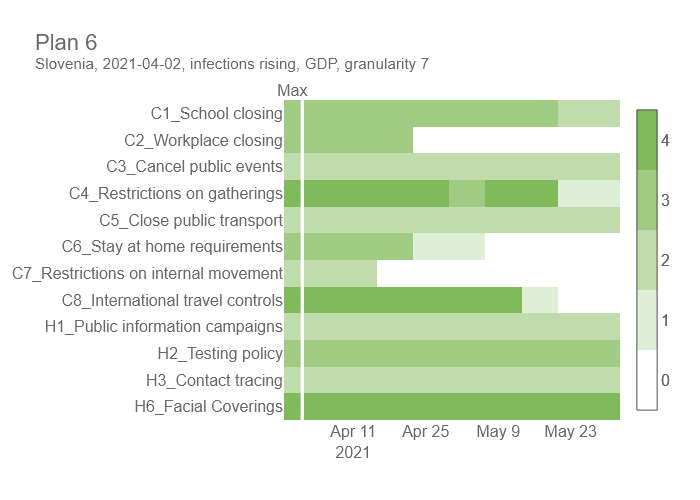 Plan 6
Slovenia, 2021-04-02, infections rising, GDP, granularity 7
Max
C1_School closing
C2_Workplace closing
C3_Cancel public events
C4_Restrictions on gatherings
C5_Close public transport
C6_Stay at home requirements
C7_Restrictions on internal movement
C8_International travel controls
H1_Public information campaigns
H2_Testing policy
H3_Contact tracing
H6_Facial Coverings
Apr 11 Apr 25 May 9 May 23
2021
4
3
2
1
0